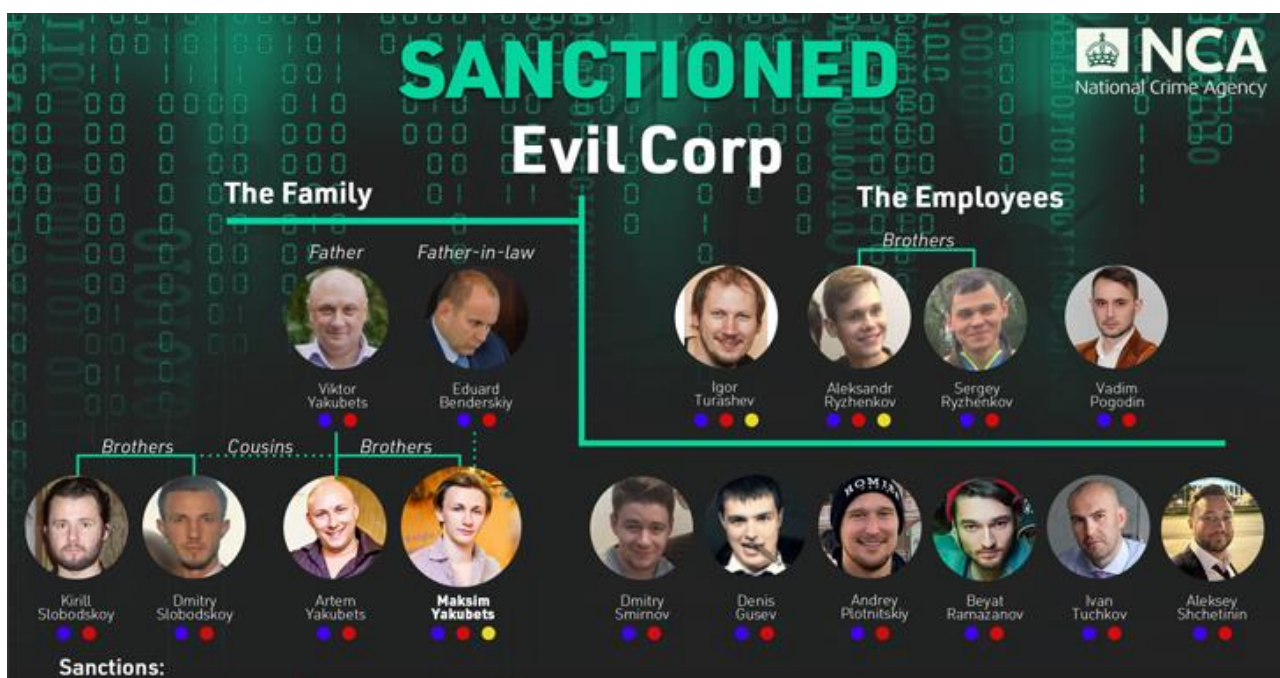 SANCTIONED
NCA
National Crime Agency
Evil Corp
The Family
The Employees
Father
Father-in-law
Brothers
Viktor
Yakubets
Eduard
Benderskiy
Igor
Turashev
Aleksandr
Ryzhenkov
Sergey
Ryzhenkov
Vadim
Pogodin
Brothers
Cousins
Brothers
HOMIE
Kirill
Slobodskoy
Dmitry
Slobodskoy
Artem
Yakubets
Maksim
Yakubets
Dmitry
Smirnov
Denis
Gusev
Andrey
Plotnitskiy
Beyat
Ramazanov
Ivan
Tuchkov
Aleksey
Shchetinin
Sanctions: